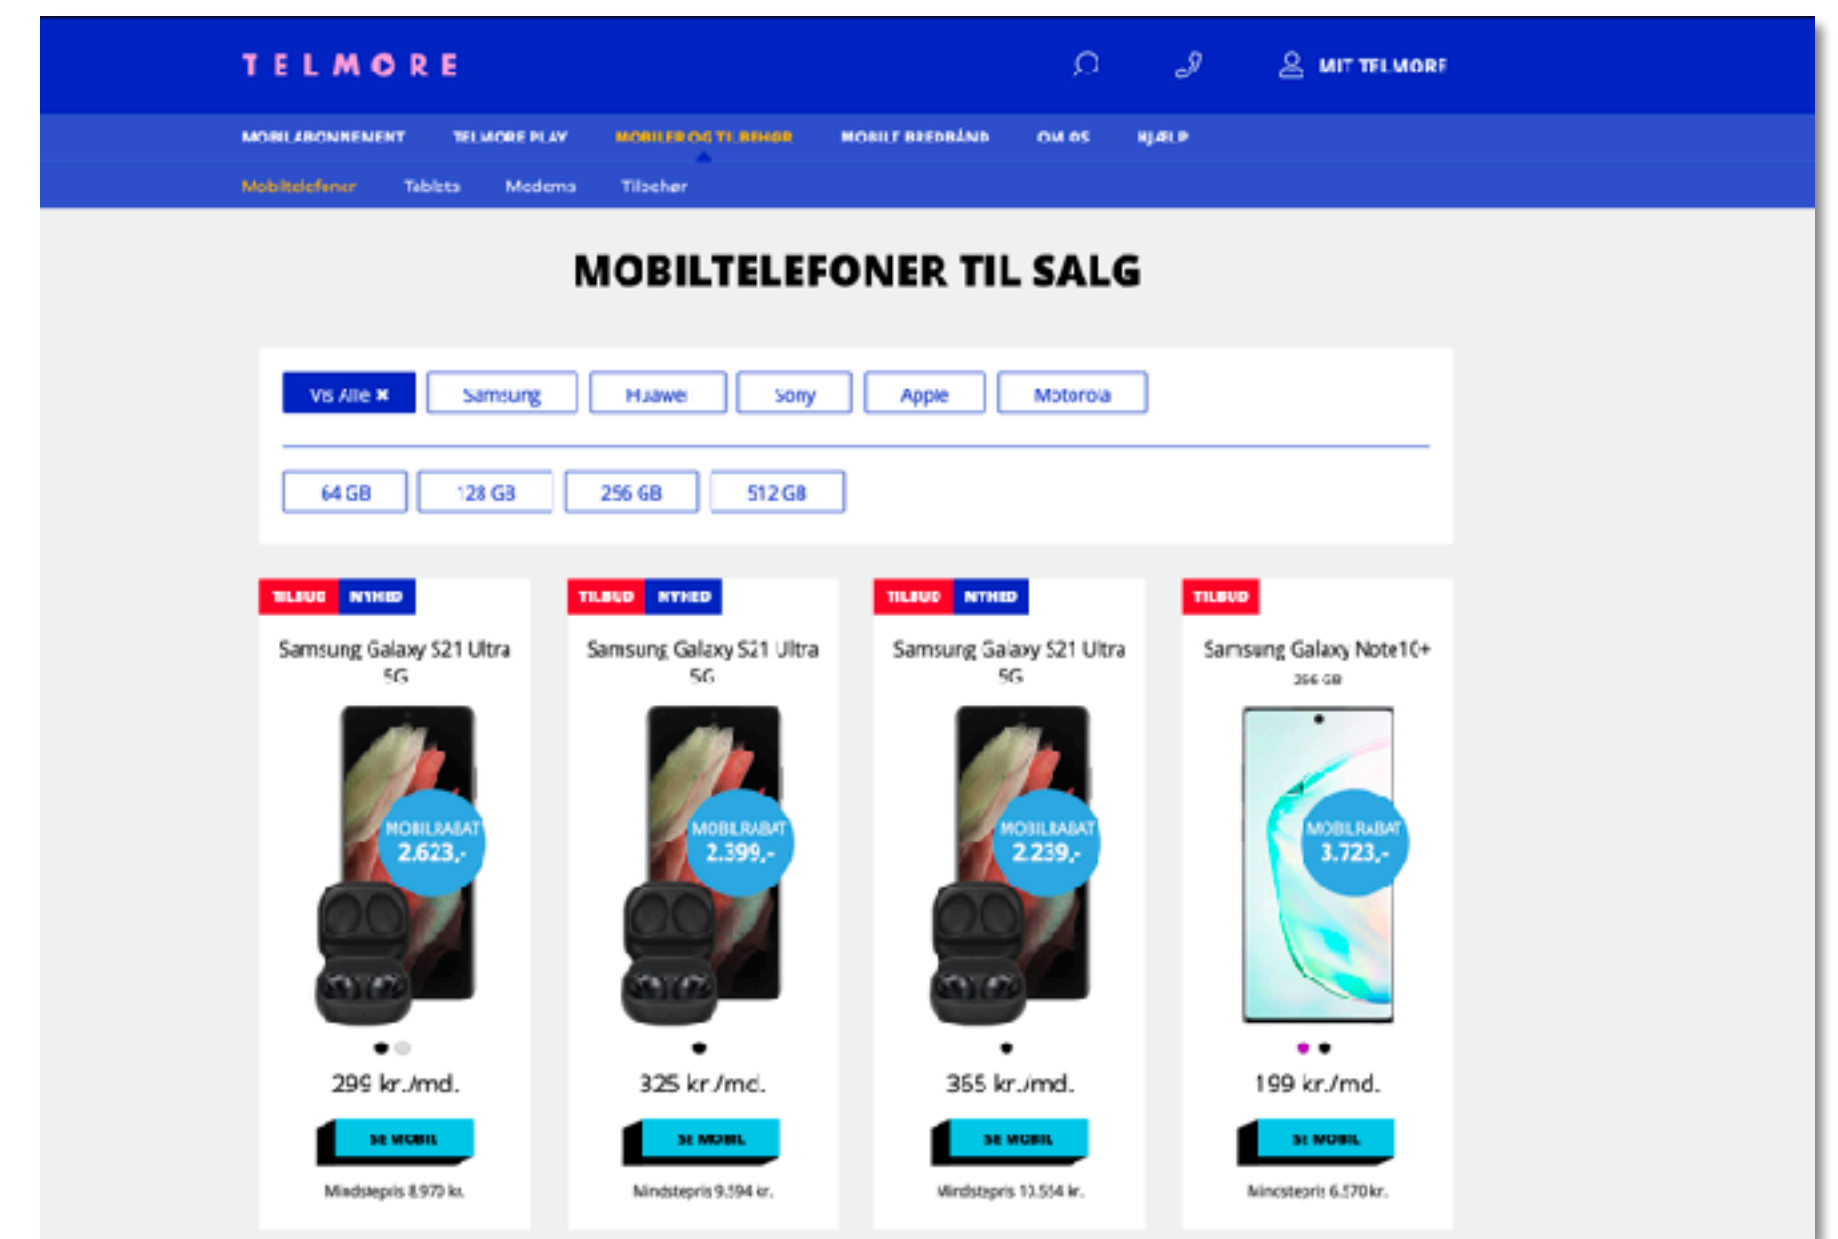 TELMORE
MIT TELMORE
MOBILABONNEMENT TELMORE PLAY MOBILER OG TILBEHØR MOBILT BREDBÅND OM OS HJÆLP
Mobiltelefoner Tablets Modems Tilbehør
MOBILTELEFONER TIL SALG
Vis Alle Samsung Huawei Sony Apple Motorola
64 GB 128 GB 256 GB 512 GB
TILBUD NYHED
Samsung Galaxy S21 Ultra
5G
MOBILRABAT
2.623,-
299 kr./md.
SE MOBIL
Mindstepris 8.970 kr.
TILBUD NYHED
Samsung Galaxy S21 Ultra
5G
MOBILRABAT
2.399,-
325 kr./md.
SE MOBIL
Mindstepris 9.594 kr.
TILBUD NYHED
Samsung Galaxy S21 Ultra
5G
MOBILRABAT
2.239,-
365 kr./md.
SE MOBIL
Mindstepris kr.
TILBUD
Samsung Galaxy Note10+
256 GB
MOBILRABAT
3.723,-
199 kr./md.
SE MOBIL
Mindstepris 6.570 kr.